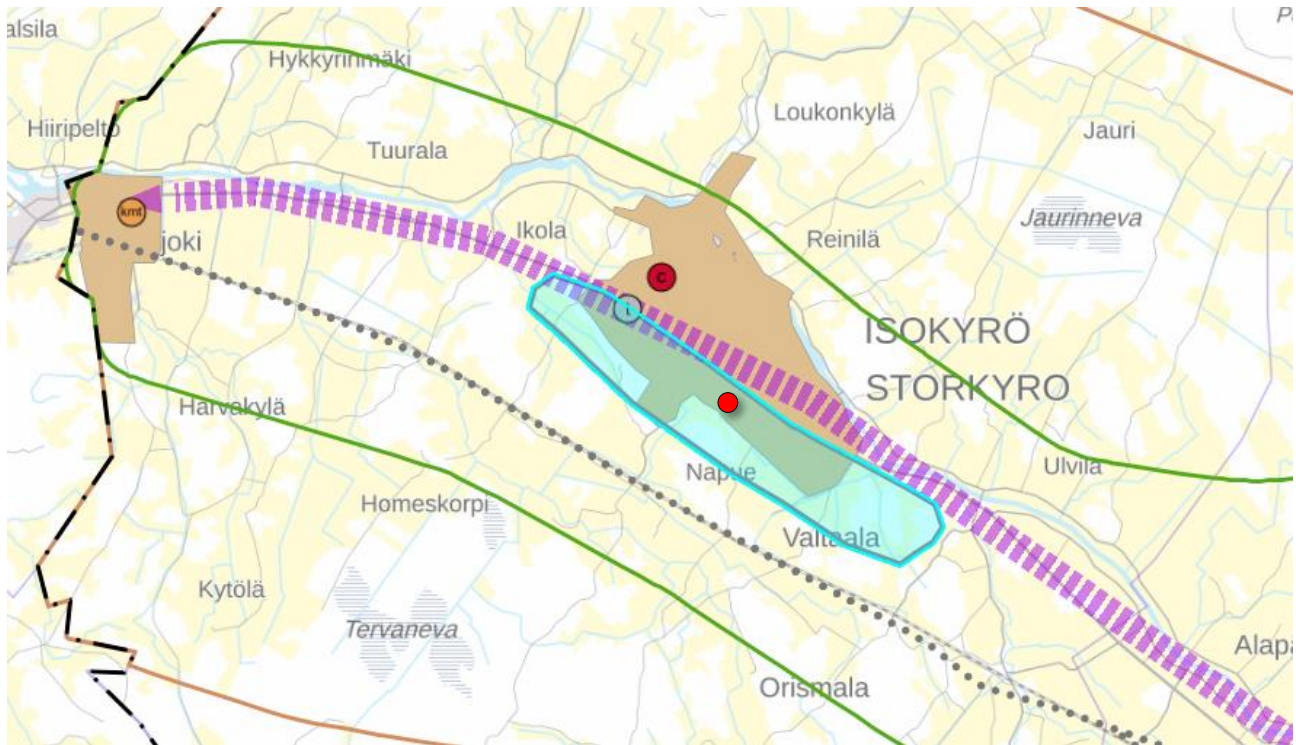 alsila
Hykkyrinmäki
Loukonkylä
Hiiripelto
Jauri
Tuurala
kmt
Ikola
Jaurinneva
joki
Reinilä
c
ISOKYRÖ
STORKYRO
Harvakylä
Napue
Ulvila
Homeskorpi
Valtaala
Kytölä
Tervaneva
Alapä
Orismala